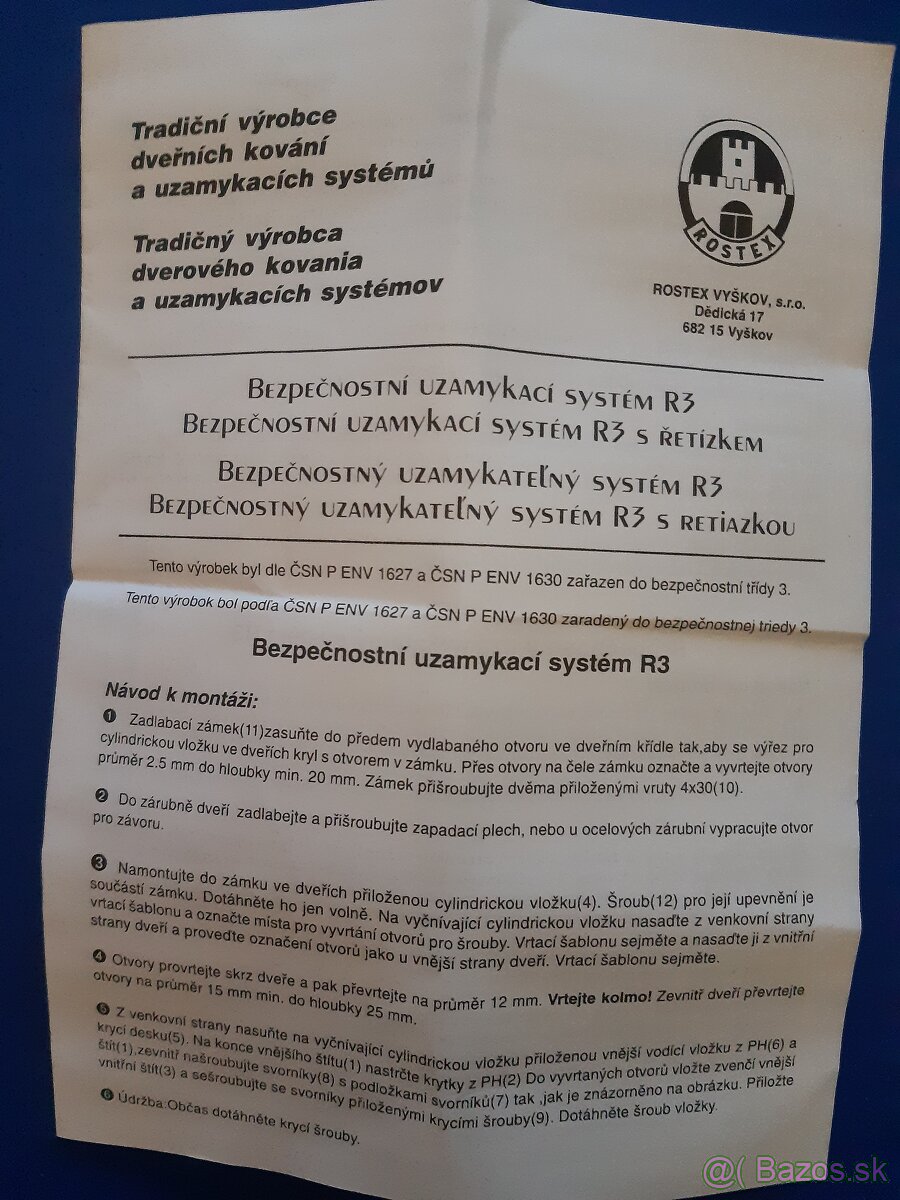 Tradiční výrobce
dveřních kování
a uzamykacích systémů
Tradičný výrobca
dverového kovania
a uzamykacích systémov
ROSTEX
ROSTEX VYŠKOV, s.r.o.
Dědická 17
682 15 Vyškov
Bezpečnostní uzamykací systém R3
Bezpečnostní uzamykací systém R3 s řetízkem
Bezpečnostný uzamykateľný systém R3
Bezpečnostný uzamykateľný systém R3 s retiazkou
Tento výrobek byl dle ČSN P ENV 1627 a ČSN P ENV 1630 zařazen do bezpečnostní třídy 3.
Tento výrobok bol podľa ČSN P ENV 1627 a ČSN P ENV 1630 zaradený do bezpečnostnej triedy 3.
Bezpečnostní uzamykací systém R3
Návod k montáži:
❶ Zadlabací zámek(11)zasuňte do předem vydlabaného otvoru ve dveřním křídle tak,aby se výřez pro
cylindrickou vložku ve dveřích kryl s otvorem v zámku. Přes otvory na čele zámku označte a vyvrtejte otvory
průměr 2.5 mm do hloubky min. 20 mm. Zámek přišroubujte dvěma přiloženými vruty 4x30(10).
❷ Do zárubně dveří zadlabejte a přišroubujte zapadací plech, nebo u ocelových zárubní vypracujte otvor
pro závoru.
❸ Namontujte do zámku ve dveřích přiloženou cylindrickou vložku(4). Šroub(12) pro její upevnění je
součástí zámku. Dotáhněte ho jen volně. Na vyčnívající cylindrickou vložku nasaďte z venkovní strany
vrtací šablonu a označte místa pro vyvrtání otvorů pro šrouby. Vrtací šablonu sejměte a nasaďte ji z vnitřní
strany dveří a proveďte označení otvorů jako u vnější strany dveří. Vrtací šablonu sejměte.
❹ Otvory provrtejte skrz dveře a pak převrtejte na průměr 12 mm. Vrtejte kolmo! Zevnitř dveří převrtejte
otvory na průměr 15 mm min. do hloubky 25 mm.
❺ Z venkovní strany nasuňte na vyčnívající cylindrickou vložku přiloženou vnější vodící vložku z PH(6) a
krycí desku(5). Na konce vnějšího štítu(1) nastrčte krytky z PH(2) Do vyvrtaných otvorů vložte zvenčí vnější
štít(1),zevnitř našroubujte svorníky(8) s podložkami svorníků(7) tak ,jak je znázorněno na obrázku. Přiložte
vnitřní štít(3) a sešroubujte se svorníky přiloženými krycími šrouby(9). Dotáhněte šroub vložky.
❻ Údržba:Občas dotáhněte krycí šrouby.
@( Bazos.sk